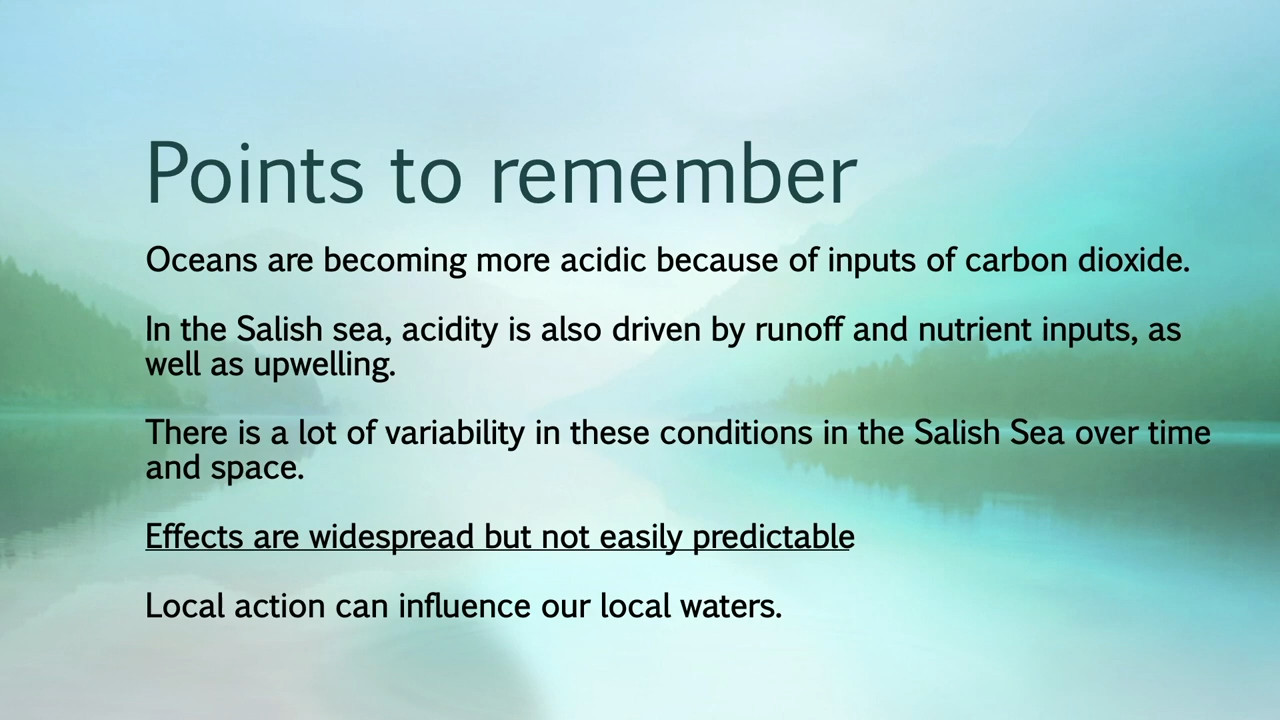 Points to remember
Oceans are becoming more acidic because of inputs of carbon dioxide.
In the Salish sea, acidity is also driven by runoff and nutrient inputs, as
well as upwelling.
There is a lot of variability in these conditions in the Salish Sea over time
and space.
Effects are widespread but not easily predictable
Local action can influence our local waters.